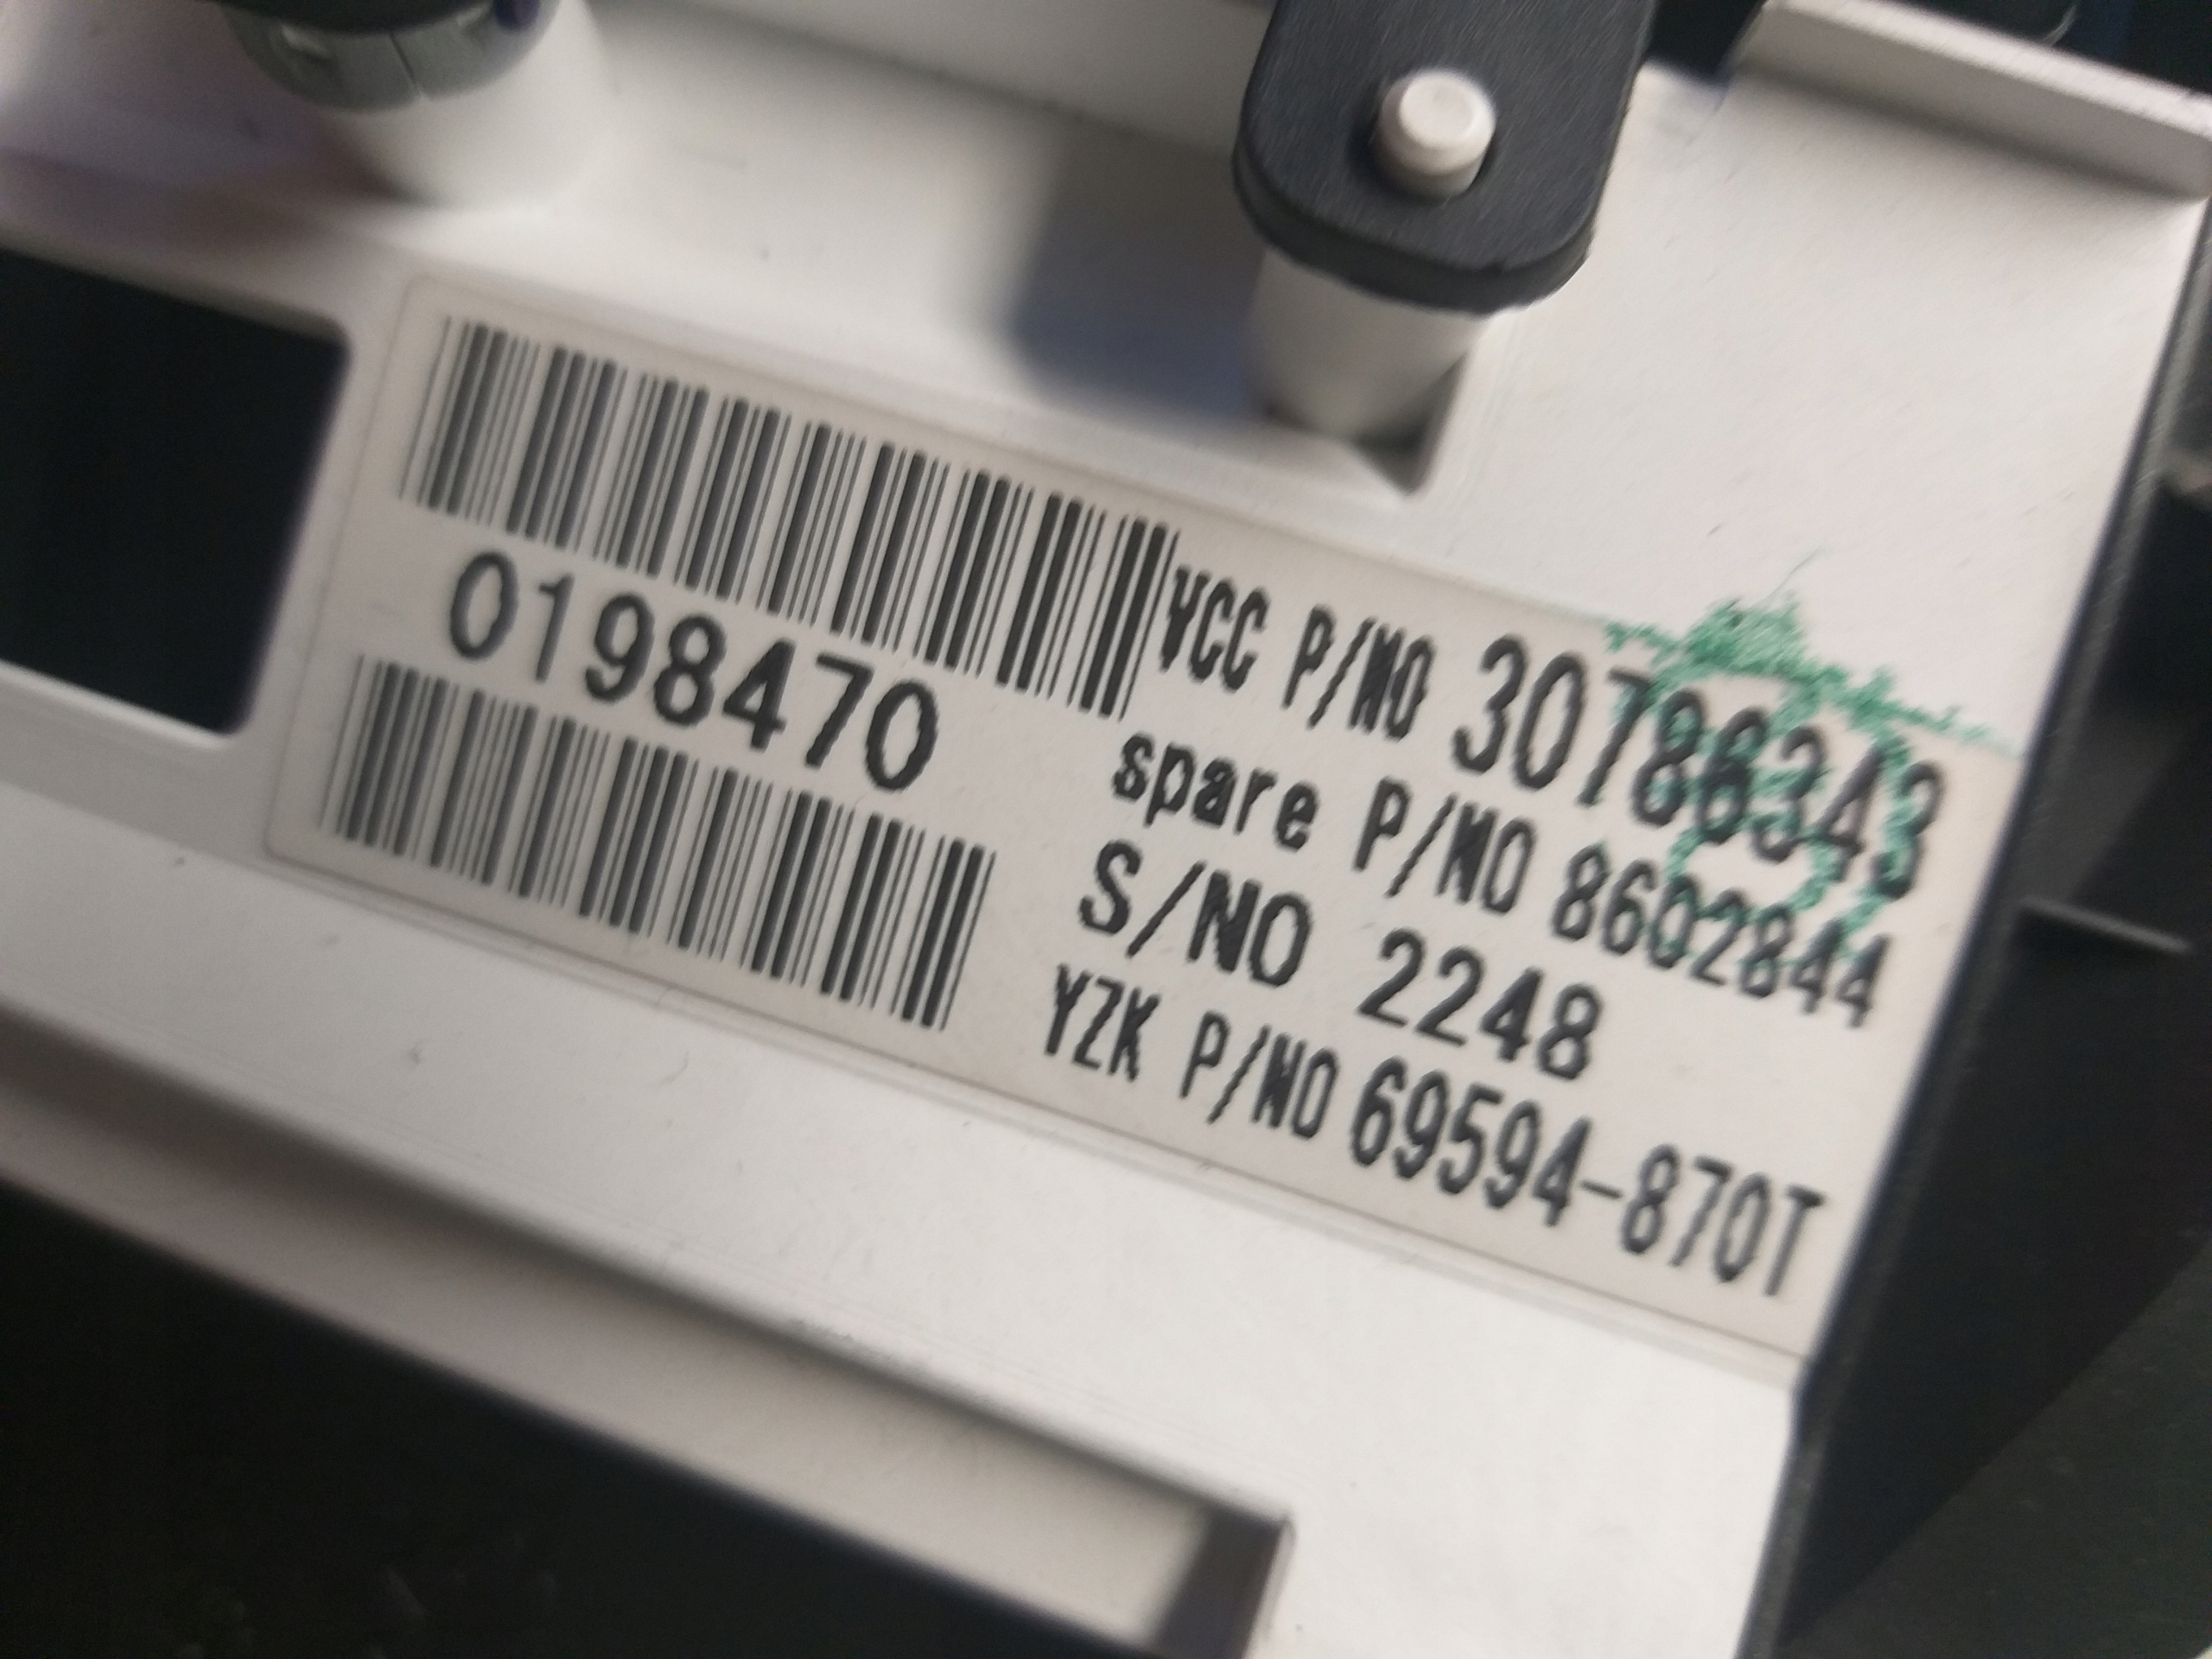 0198470
VCC P/NO 30786343
spare P/NO 8602844
S/NO 2248
YZK P/NO 69594-870T